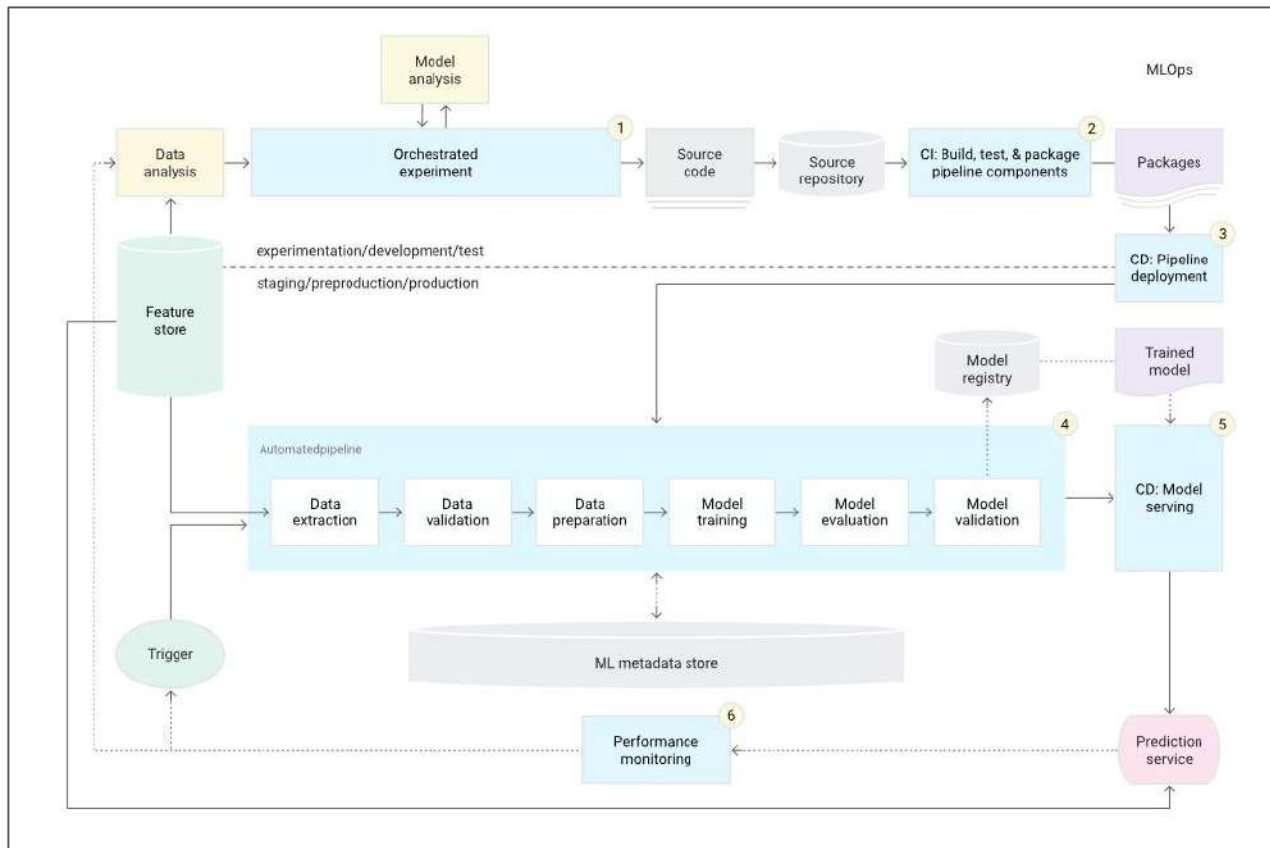 Model
analysis
MLOps
1
2
Data
analysis
Orchestrated
experiment
Source
code
Source
repository
CI: Build, test, & package
pipeline components
Packages
3
experimentation/development/test
staging/preproduction/production
CD: Pipeline
deployment
Feature
store
Model
registry
Trained
model
4
5
Automatedpipeline
Data
extraction
Data
validation
Data
preparation
Model
training
Model
evaluation
Model
validation
CD: Model
serving
Trigger
ML metadata store
6
Performance
monitoring
Prediction
service